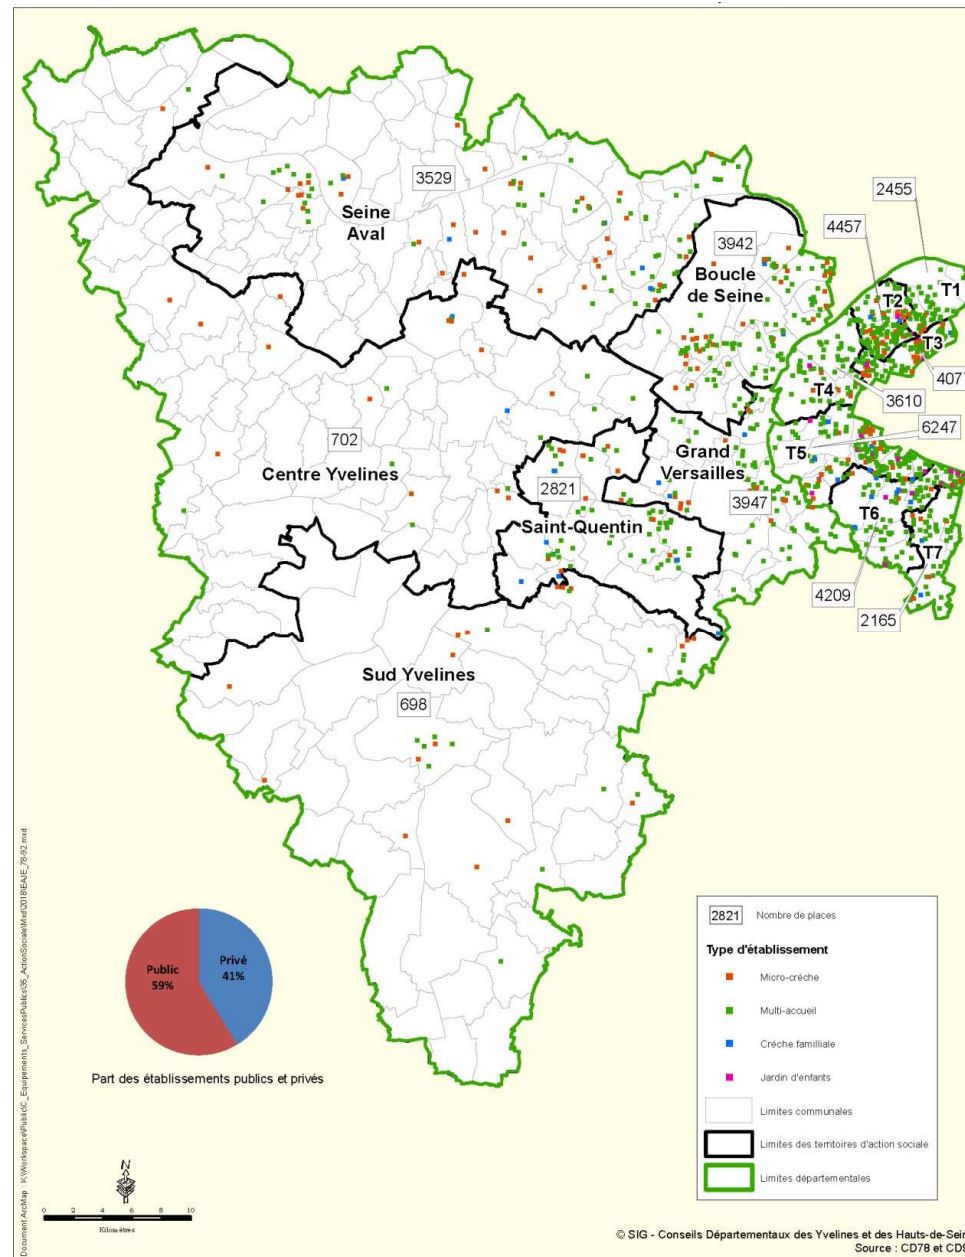 2455
4457
3529
Seine
Aval
3942
Boucle
de Seine
T1
T2
T3
T4
3610
6247
T5
702
Centre Yvelines
Grand
Versailles
2821
3947
Saint-Quentin
T6
T7
4209
2165
Sud Yvelines
698
2821 Nombre de places
Type d'établissement
Micro-crêche
Multi-accueil
Crêche familliale
Jardin d'enfants
Limites communales
Limites des territoires d'action sociale
Limites départementales
Public
59%
Privé
41%
Part des établissements publics et privés
N
0 2 4 6 8 10
Kilomètres
© SIG - Conseils Départementaux des Yvelines et des Hauts-de-Sein
Source : CD78 et CD9